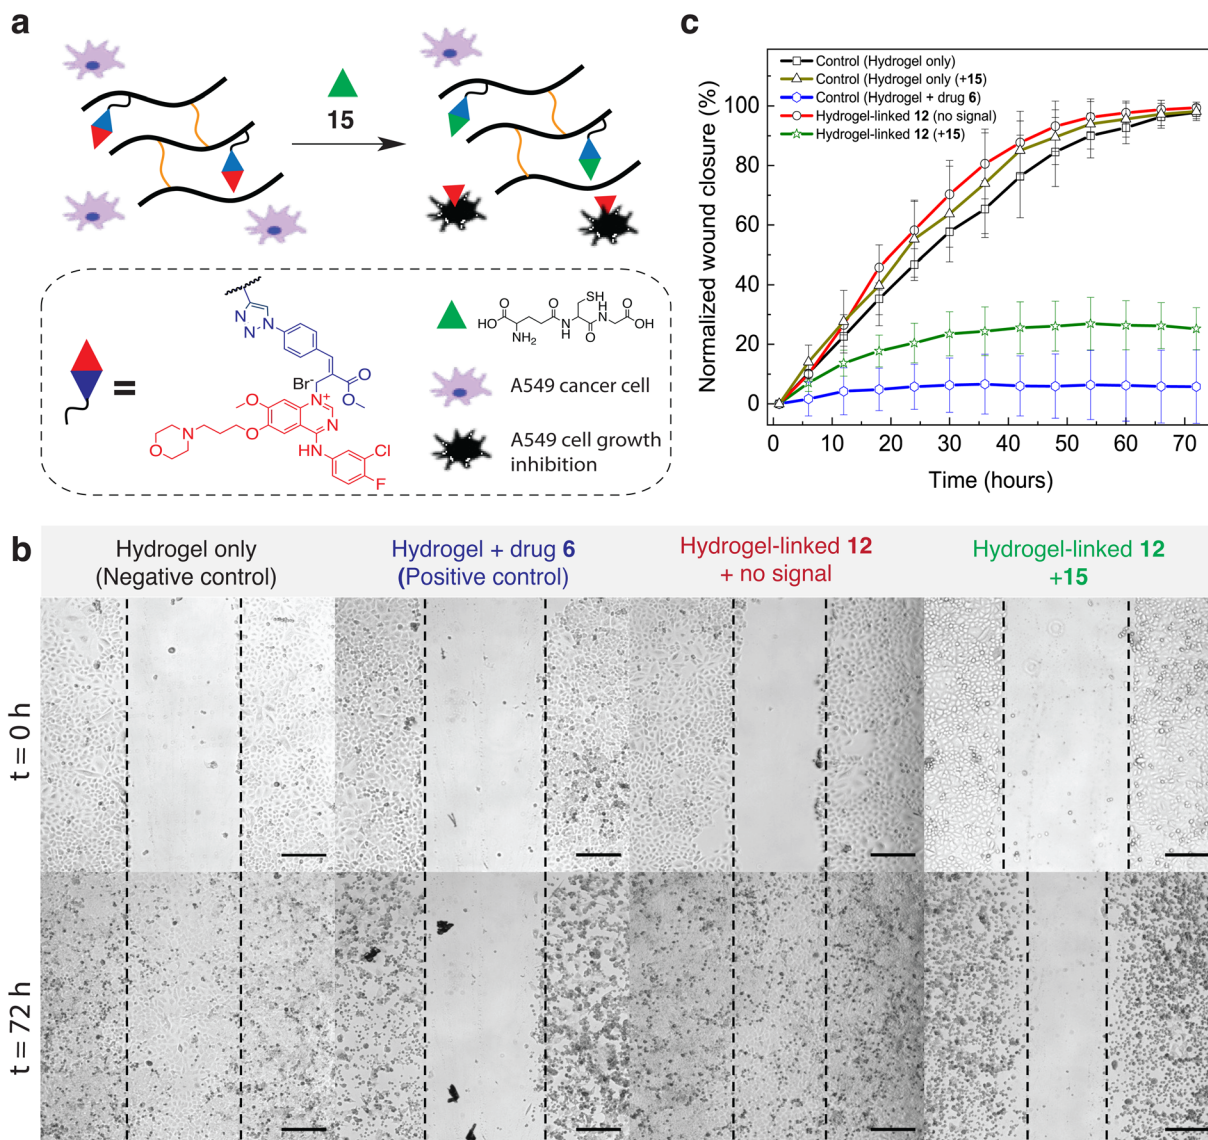 a
15
Br⁻
N
N
N
O
O
N⁺
N
O
O
N
O
HN
Cl
F
O
HO
NH₂
O
N
H
SH
O
H
N
O
OH
A549 cancer cell
A549 cell growth
inhibition
c
Normalized wound closure (%)
100
80
60
40
20
0
0
10
20
30
40
50
60
70
Time (hours)
Control (Hydrogel only)
Control (Hydrogel only (+15)
Control (Hydrogel + drug 6)
Hydrogel-linked 12 (no signal)
Hydrogel-linked 12 (+15)
b
Hydrogel only
(Negative control)
Hydrogel + drug 6
(Positive control)
Hydrogel-linked 12
+ no signal
Hydrogel-linked 12
+15
t = 0 h
t = 72 h